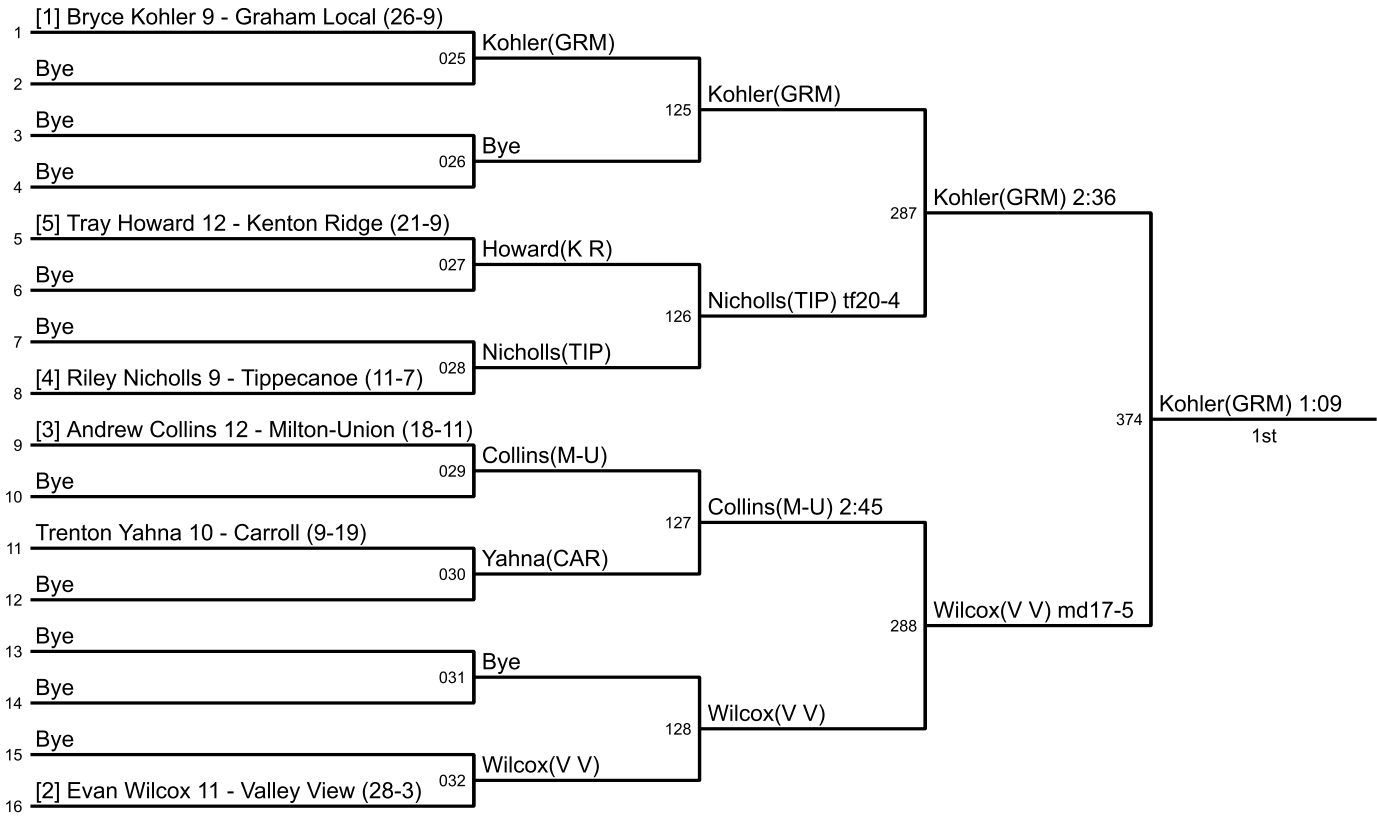 [1] Bryce Kohler 9 - Graham Local (26-9)
1
Bye
2
025
Kohler(GRM)
Bye
3
Bye
4
026
Bye
125
Kohler(GRM)
[5] Tray Howard 12 - Kenton Ridge (21-9)
5
Bye
6
027
Howard(K R)
Bye
7
[4] Riley Nicholls 9 - Tippecanoe (11-7)
8
028
Nicholls(TIP)
126
Nicholls(TIP) tf20-4
287
Kohler(GRM) 2:36
[3] Andrew Collins 12 - Milton-Union (18-11)
9
Bye
10
029
Collins(M-U)
Trenton Yahna 10 - Carroll (9-19)
11
Bye
12
030
Yahna(CAR)
127
Collins(M-U) 2:45
Bye
13
Bye
14
031
Bye
Bye
15
[2] Evan Wilcox 11 - Valley View (28-3)
16
032
Wilcox(V V)
128
Wilcox(V V)
288
Wilcox(V V) md17-5
374
Kohler(GRM) 1:09
1st